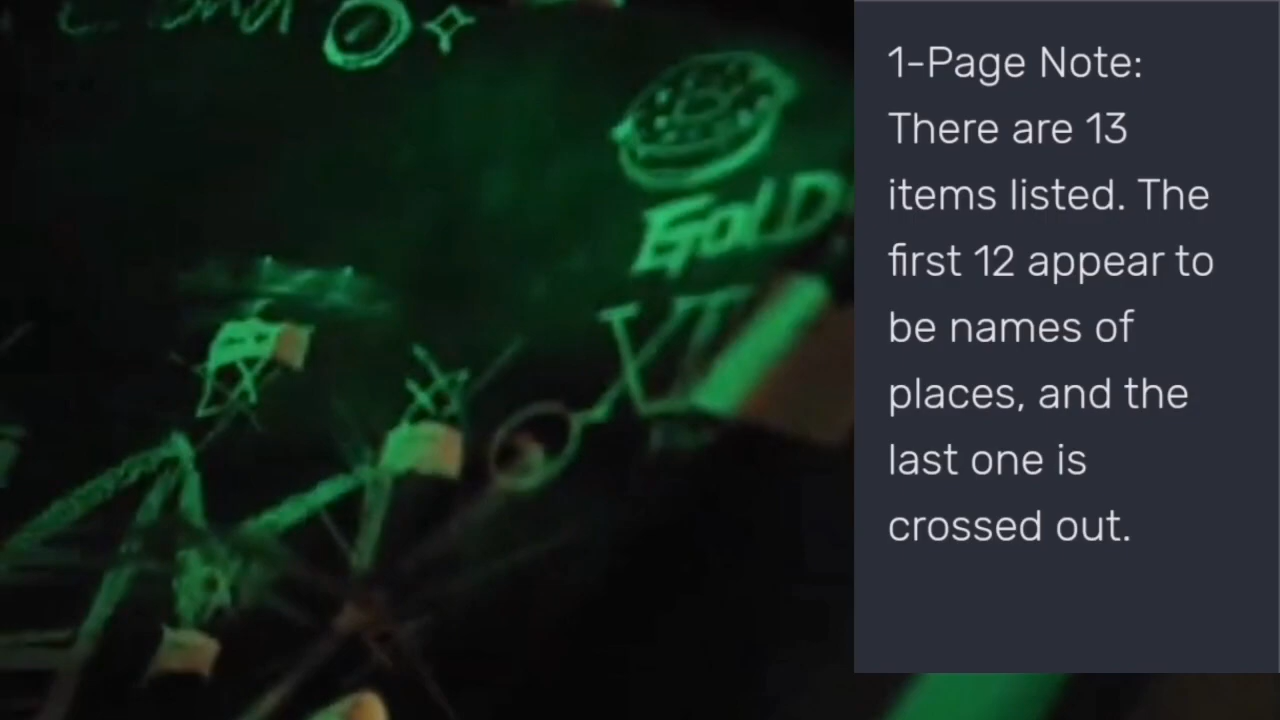 GOLD
1-Page Note:
There are 13
items listed. The
first 12 appear to
be names of
places, and the
last one is
crossed out.